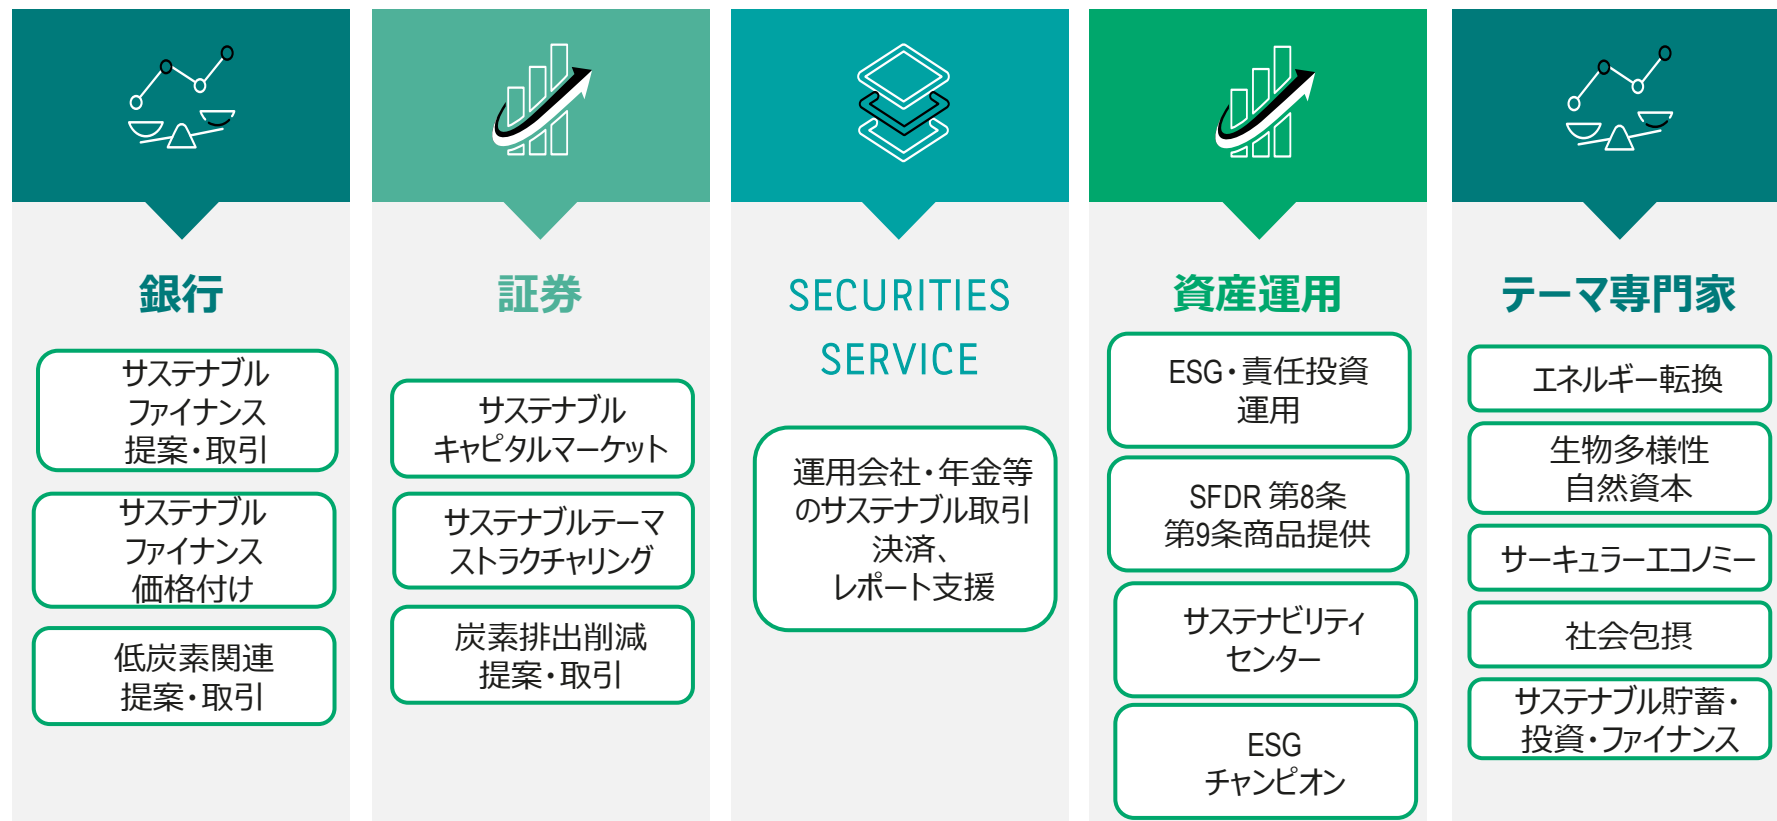 銀行
サステナブル
ファイナンス
提案・取引
サステナブル
ファイナンス
価格付け
低炭素関連
提案・取引
証券
サステナブル
キャピタルマーケット
サステナブルテーマ
ストラクチャリング
炭素排出削減
提案・取引
SECURITIES
SERVICE
運用会社・年金等
のサステナブル取引
決済、
レポート支援
資産運用
ESG・責任投資
運用
SFDR 第8条
第9条商品提供
サステナビリティ
センター
ESG
チャンピオン
テーマ専門家
エネルギー転換
生物多様性
自然資本
サーキュラーエコノミー
社会包摂
サステナブル貯蓄・
投資・ファイナンス